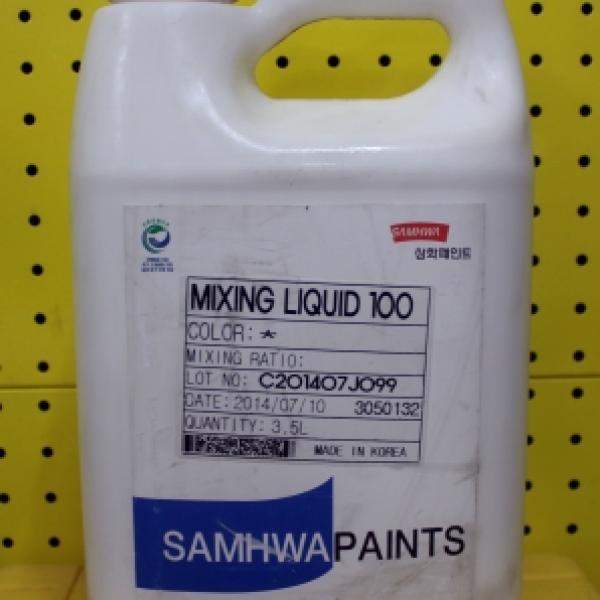 SAMHWA
삼화페인트
MIXING LIQUID 100
COLOR: *
MIXING RATIO:
LOT NO: C201407J099
DATE: 2014/07/10 3050132
QUANTITY: 3.5L
MADE IN KOREA
SAMHWAPAINTS